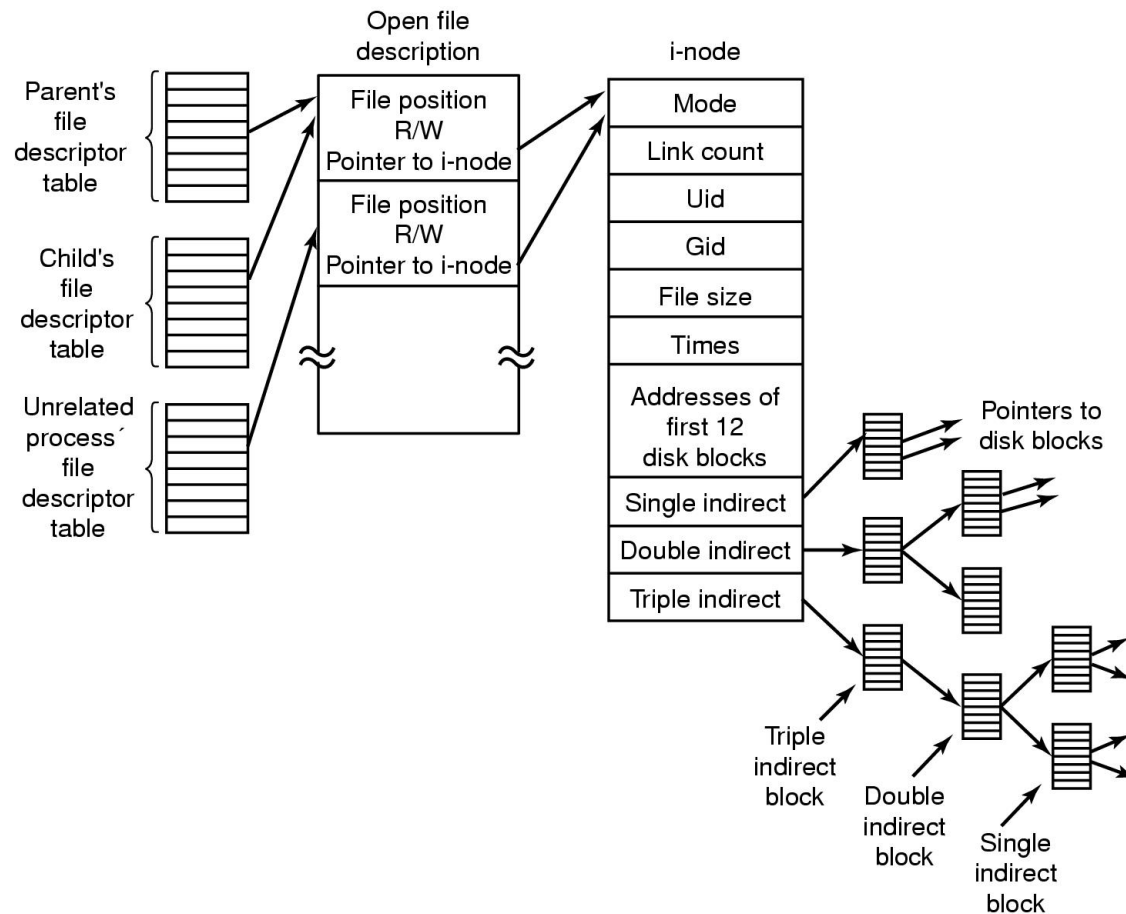 Open file
description
i-node
Parent's
file
descriptor
table
File position
R/W
Pointer to i-node
File position
R/W
Pointer to i-node
Child's
file
descriptor
table
Unrelated
process´
file
descriptor
table
Mode
Link count
Uid
Gid
File size
Times
Addresses of
first 12
disk blocks
Single indirect
Double indirect
Triple indirect
Pointers to
disk blocks
Triple
indirect
block
Double
indirect
block
Single
indirect
block